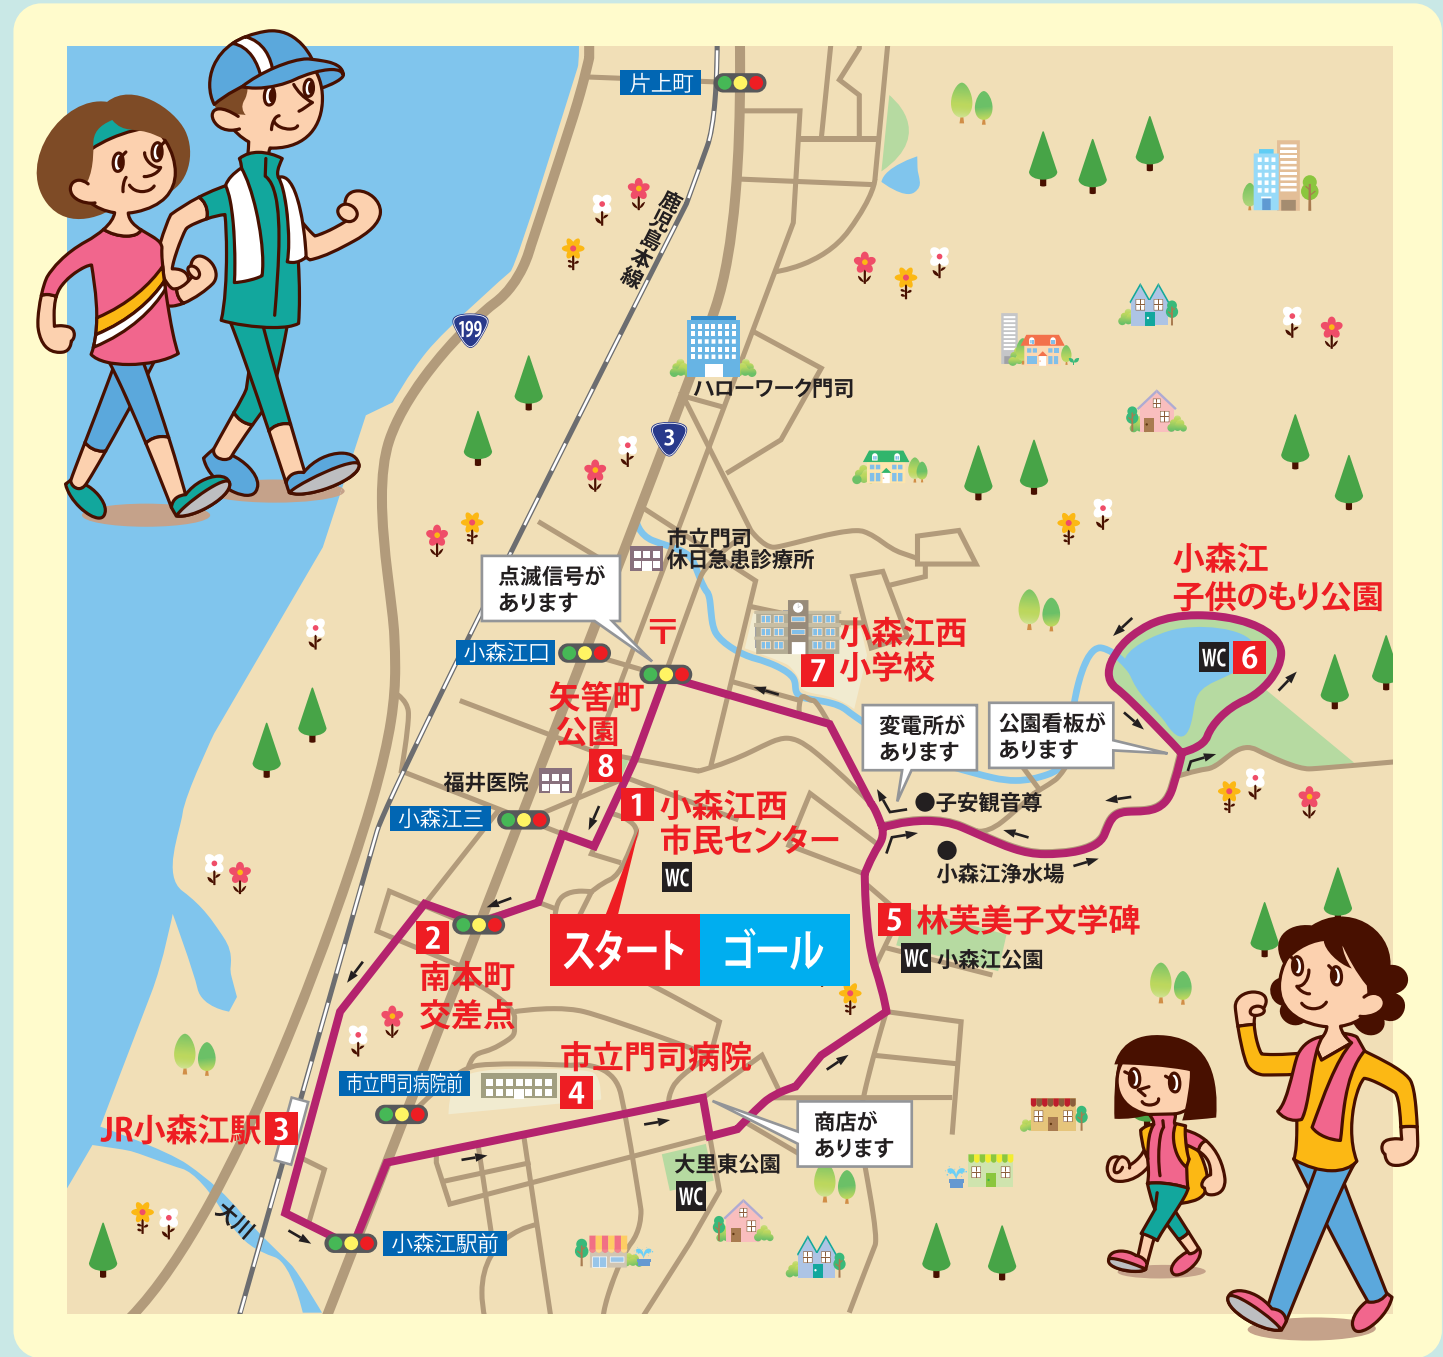 片上町
鹿児島本線
199
ハローワーク門司
3
市立門司
休日急患診療所
点滅信号が
あります
小森江
子供のもり公園
〒
小森江口
小森江西
小学校
7
WC
6
矢筈町
公園
8
変電所が
あります
公園看板が
あります
福井医院
1
小森江西
市民センター
子安観音尊
小森江三
WC
小森江浄水場
2
スタート
ゴール
5
林芙美子文学碑
WC
小森江公園
南本町
交差点
市立門司病院
市立門司病院前
4
JR小森江駅
3
商店が
あります
大里東公園
WC
大川
小森江駅前